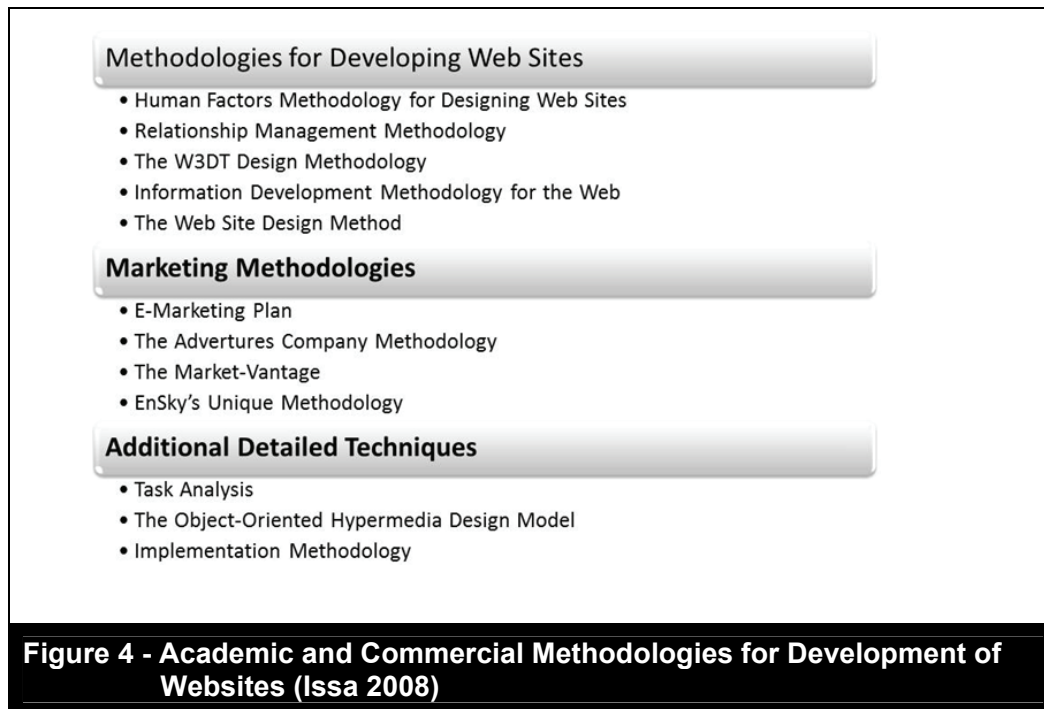 Methodologies for Developing Web Sites
• Human Factors Methodology for Designing Web Sites
• Relationship Management Methodology
• The W3DT Design Methodology
• Information Development Methodology for the Web
• The Web Site Design Method
Marketing Methodologies
• E-Marketing Plan
• The Advertures Company Methodology
• The Market-Vantage
• EnSky's Unique Methodology
Additional Detailed Techniques
• Task Analysis
• The Object-Oriented Hypermedia Design Model
• Implementation Methodology
Figure 4 - Academic and Commercial Methodologies for Development of
Websites (Issa 2008)